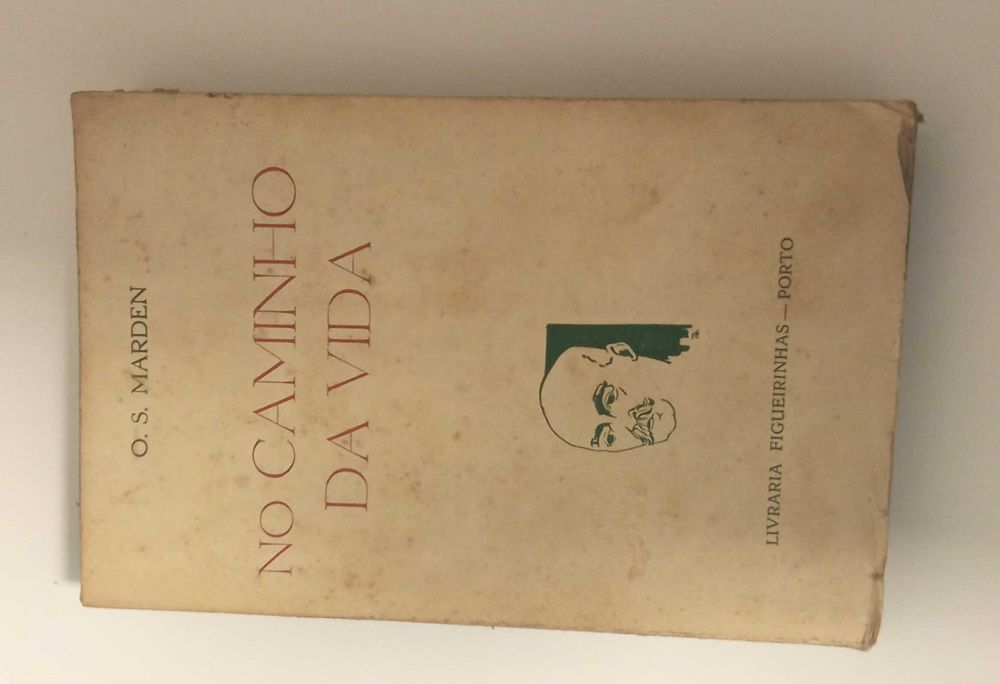 O. S. MARDEN
NO CAMINHO
DA VIDA
LIVRARIA FIGUEIRINHAS — PORTO